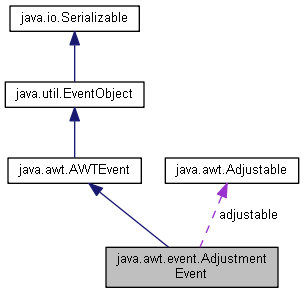 java.io.Serializable
java.util.EventObject
java.awt.AWTEvent
java.awt.Adjustable
adjustable
java.awt.event.Adjustment
Event